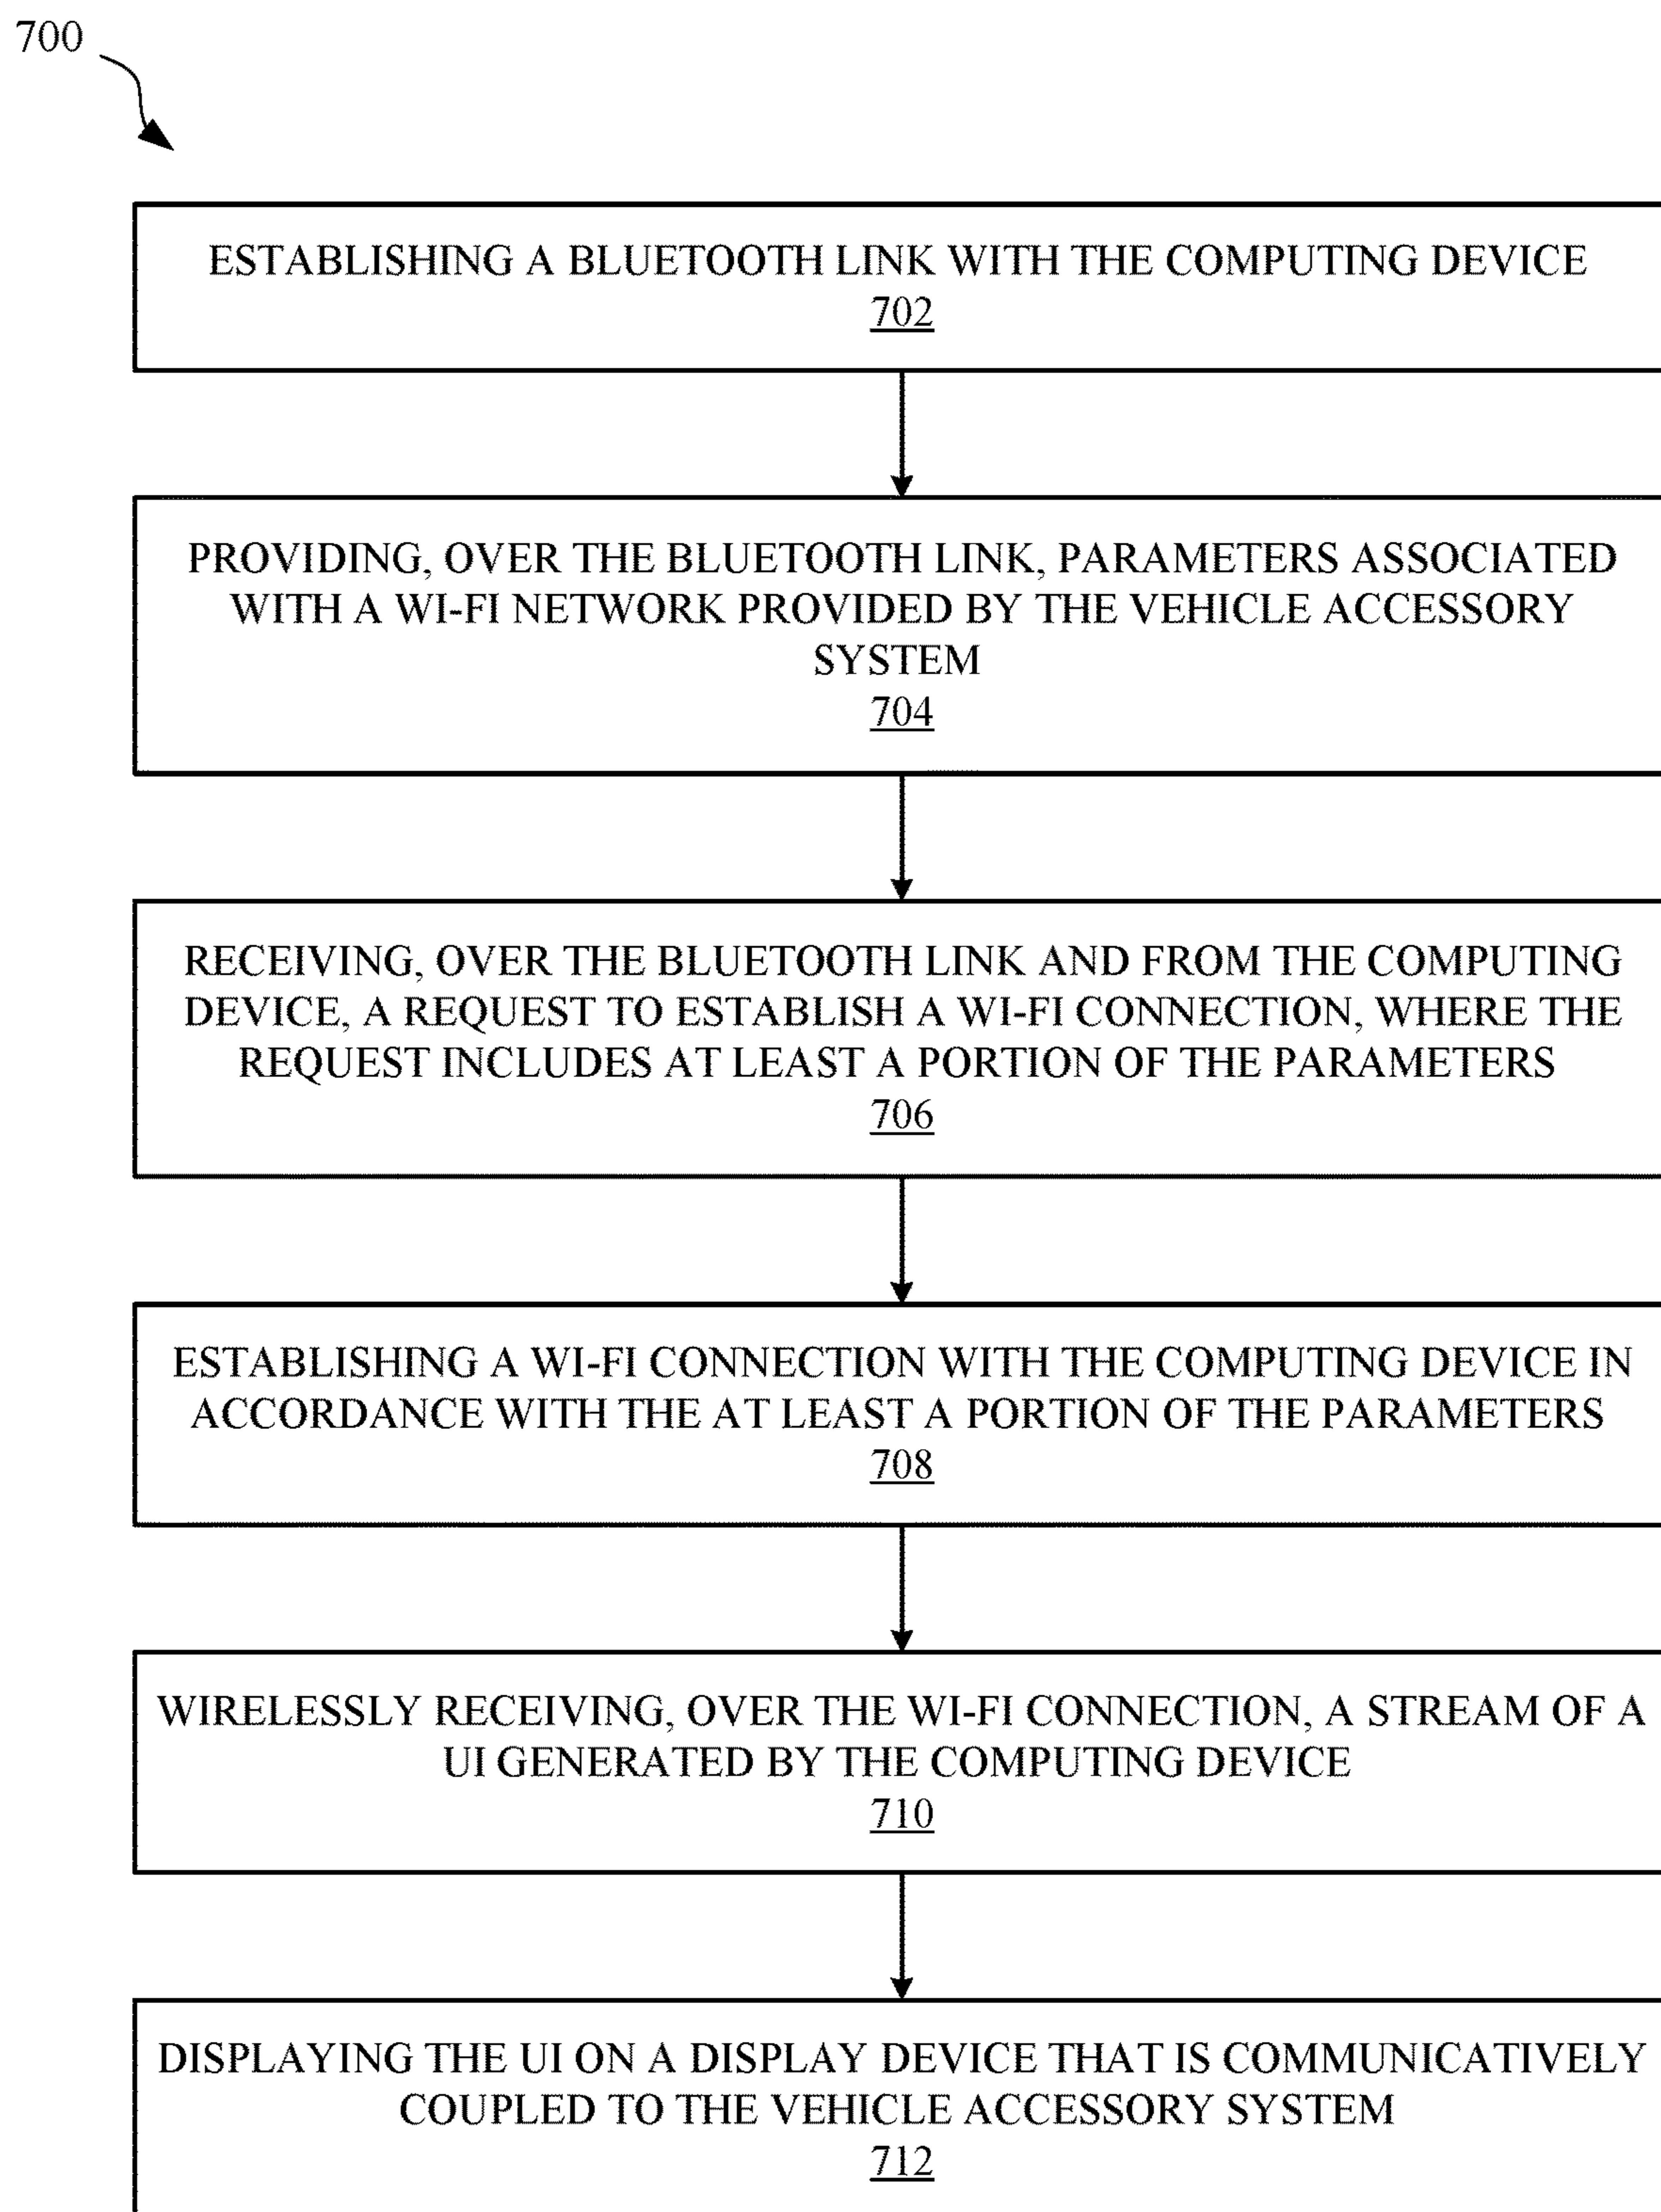 700
ESTABLISHING A BLUETOOTH LINK WITH THE COMPUTING DEVICE
702
PROVIDING, OVER THE BLUETOOTH LINK, PARAMETERS ASSOCIATED
WITH A WI-FI NETWORK PROVIDED BY THE VEHICLE ACCESSORY
SYSTEM
704
RECEIVING, OVER THE BLUETOOTH LINK AND FROM THE COMPUTING
DEVICE, A REQUEST TO ESTABLISH A WI-FI CONNECTION, WHERE THE
REQUEST INCLUDES AT LEAST A PORTION OF THE PARAMETERS
706
ESTABLISHING A WI-FI CONNECTION WITH THE COMPUTING DEVICE IN
ACCORDANCE WITH THE AT LEAST A PORTION OF THE PARAMETERS
708
WIRELESSLY RECEIVING, OVER THE WI-FI CONNECTION, A STREAM OF A
UI GENERATED BY THE COMPUTING DEVICE
710
DISPLAYING THE UI ON A DISPLAY DEVICE THAT IS COMMUNICATIVELY
COUPLED TO THE VEHICLE ACCESSORY SYSTEM
712